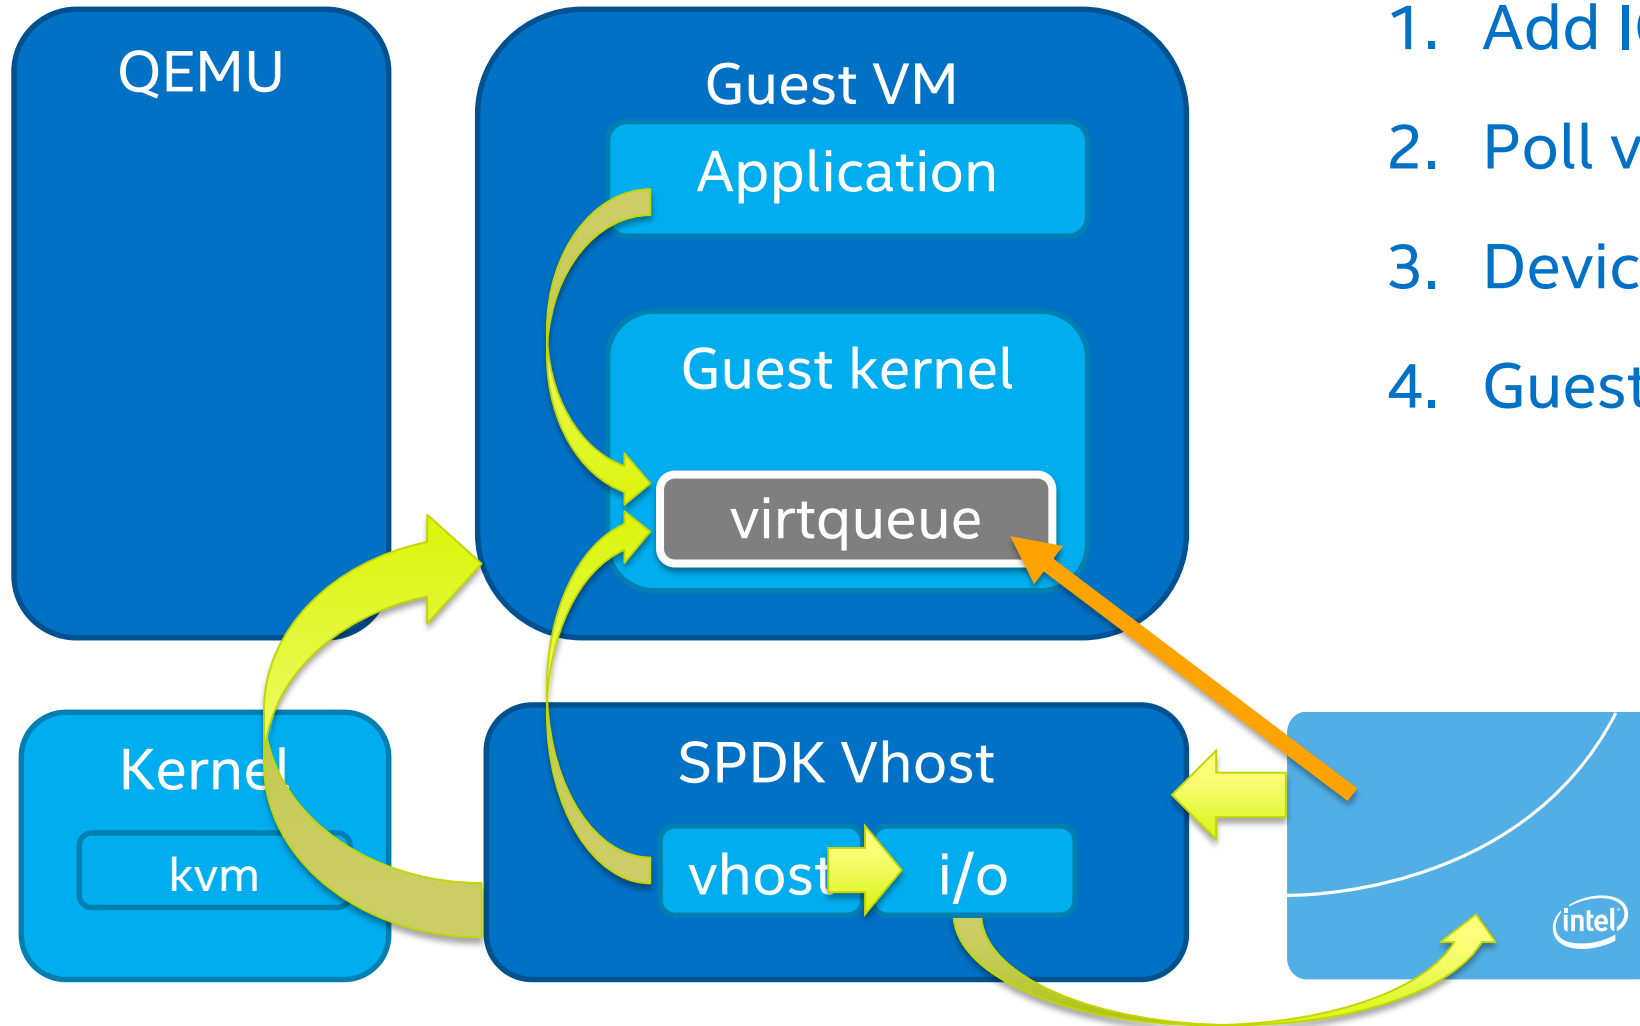 QEMU
Guest VM
Application
Guest kernel
virtqueue
Kernel
kvm
SPDK Vhost
vhost
i/o
intel
1. Add
2. Poll
3.
4. Guest